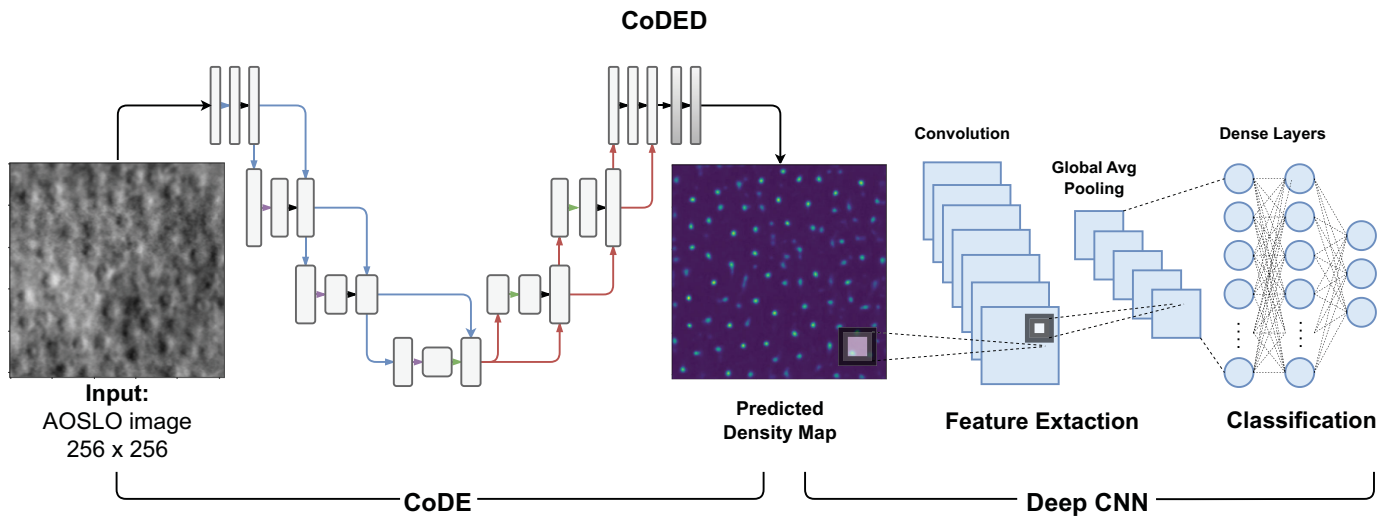 CoDED
Input:
AOSLO image
256 x 256
Predicted
Density Map
Convolution
Global Avg
Pooling
Dense Layers
Feature Extaction
Classification
CoDE
Deep CNN